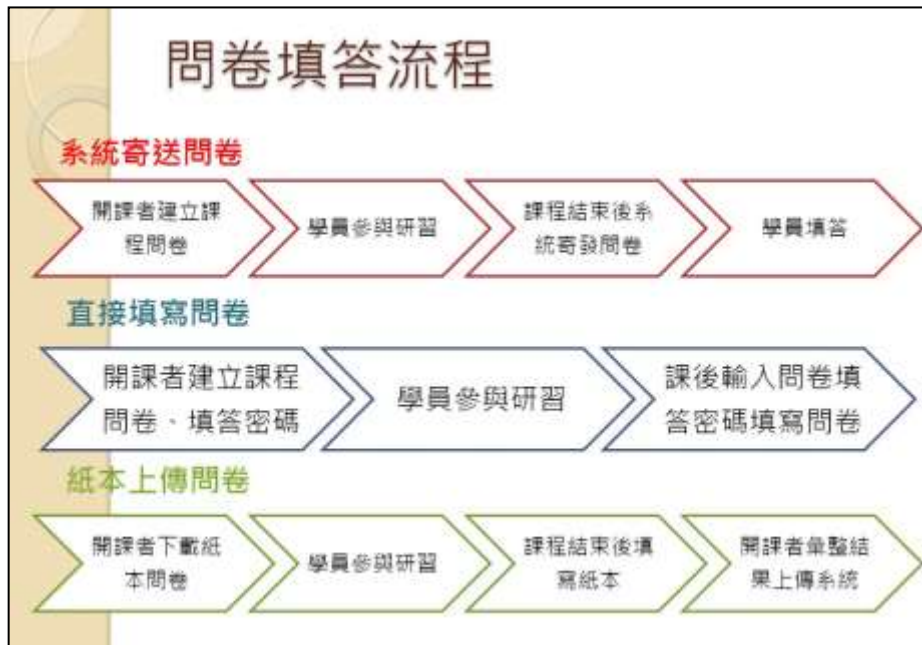 問卷填答流程
系統寄送問卷
開課者建立課
程問卷
學員參與研習
課程結束後系
統寄發問卷
學員填答
直接填寫問卷
開課者建立課程
問卷、填答密碼
學員參與研習
課後輸入問卷填
答密碼填寫問卷
紙本上傳問卷
開課者下載紙
本問卷
學員參與研習
課程結束後填
寫紙本
開課者彙整結
果上傳系統